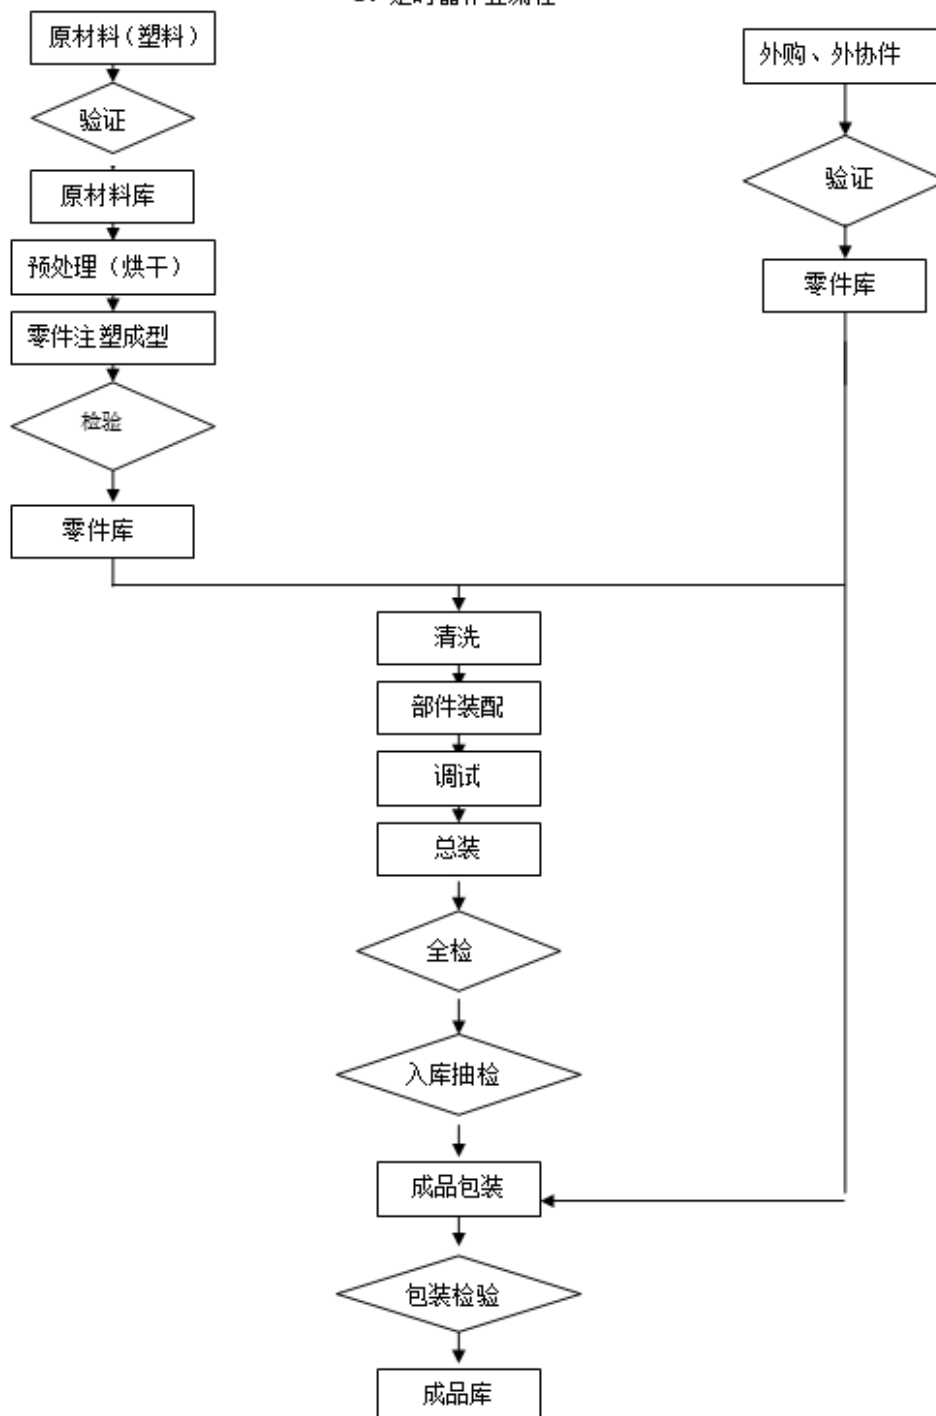 原材料（塑料）
验证
原材料库
预处理（烘干）
零件注塑成型
检验
零件库
外购、外协件
验证
零件库
清洗
部件装配
调试
总装
全检
入库抽检
成品包装
包装检验
成品库